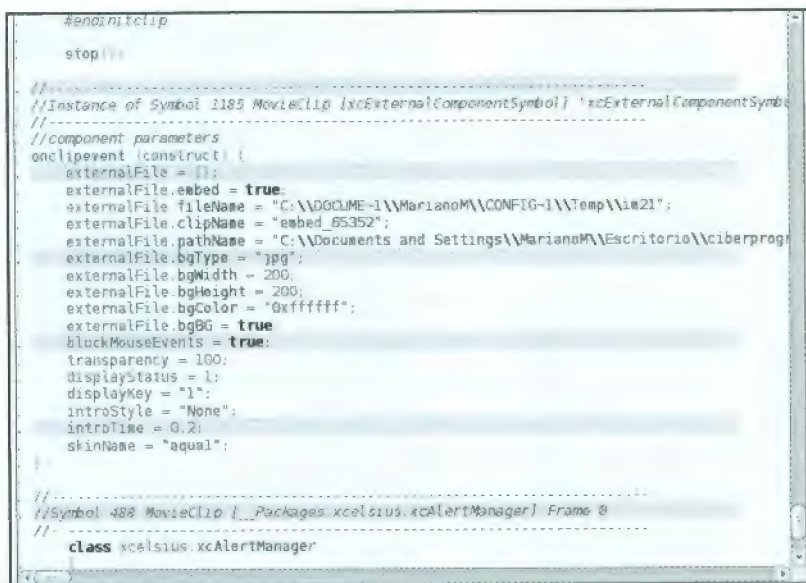 #endinitclip
stop();
//----------------------------------------------------------------------
//Instance of Symbol 1185 MovieClip [xcExternalComponentSymbol] "xcExternalComponentSymb
//----------------------------------------------------------------------
//component parameters
onclipevent (construct) {
externalFile = [];
externalFile.embed = true;
externalFile.fileName = "C:\\DOCUME~1\\MarianoM\\CONFIG~1\\Temp\\im21";
externalFile.clipName = "embed_65352";
externalFile.pathName = "C:\\Documents and Settings\\MarianoM\\Escritorio\\ciberprogr
externalFile.bgType = "jpg";
externalFile.bgWidth = 200;
externalFile.bgHeight = 200;
externalFile.bgColor = "0xffffff";
externalFile.bgBG = true
blockMouseEvents = true;
transparency = 100;
displayStatus = 1;
displayKey = "1";
introStyle = "None";
introTime = 0.2;
skinName = "aqual";
}
//----------------------------------------------------------------------
//Symbol 488 MovieClip [__Packages.xcelsius.xcAlertManager] Frame 0
//----------------------------------------------------------------------
class xcelsius.xcAlertManager